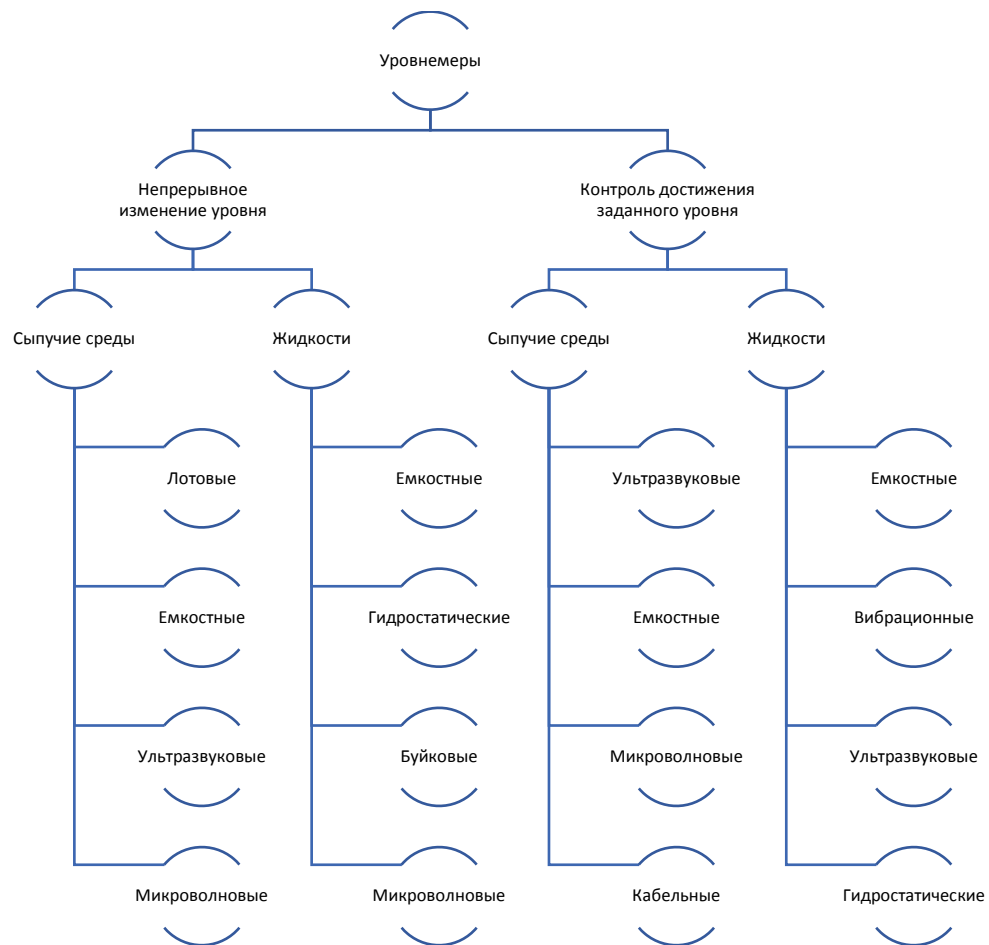 Уровнемеры
Непрерывное
изменение уровня
Контроль достижения
заданного уровня
Сыпучие среды
Жидкости
Сыпучие среды
Жидкости
Лотовые
Емкостные
Ультразвуковые
Емкостные
Емкостные
Гидростатические
Емкостные
Вибрационные
Ультразвуковые
Буйковые
Микроволновые
Ультразвуковые
Микроволновые
Микроволновые
Кабельные
Гидростатические